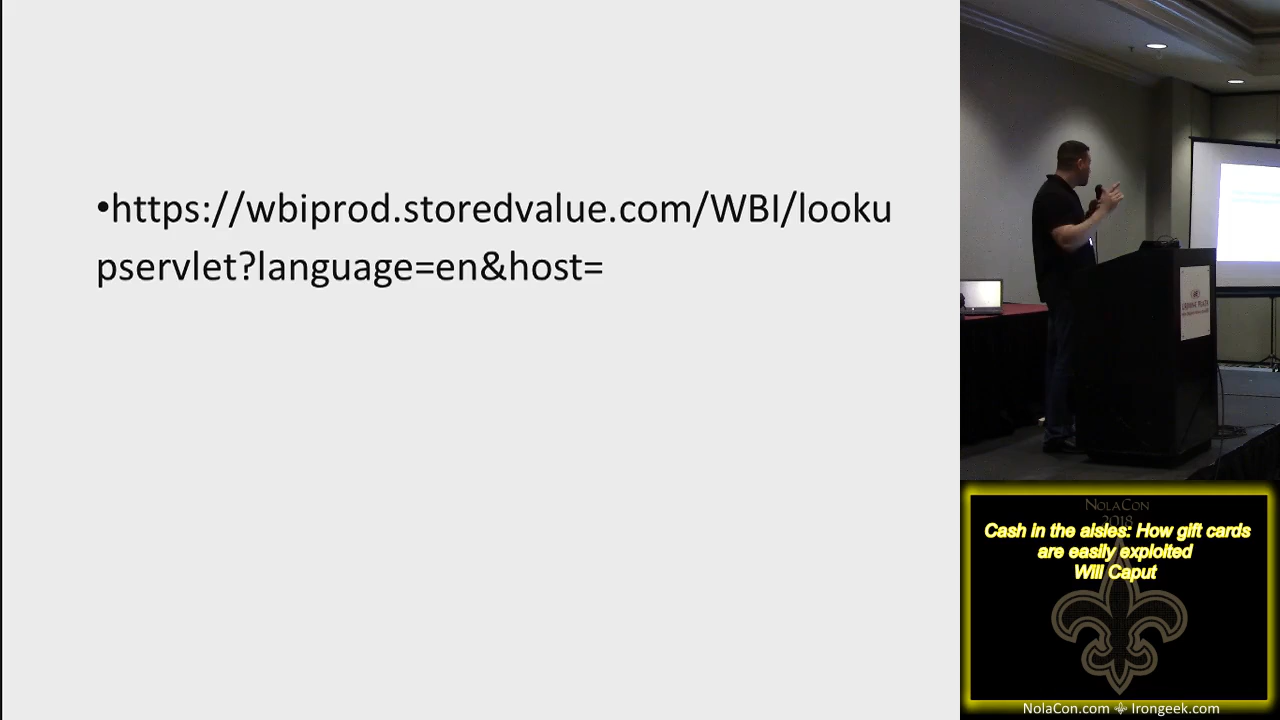 •https://wbiprod.storedvalue.com/WBI/looku
pservlet?language=en&host=
NOLACON
2018
Cash in the aisles: How gift cards
are easily exploited
Will Caput
NolaCon.com ⚜ Irongeek.com